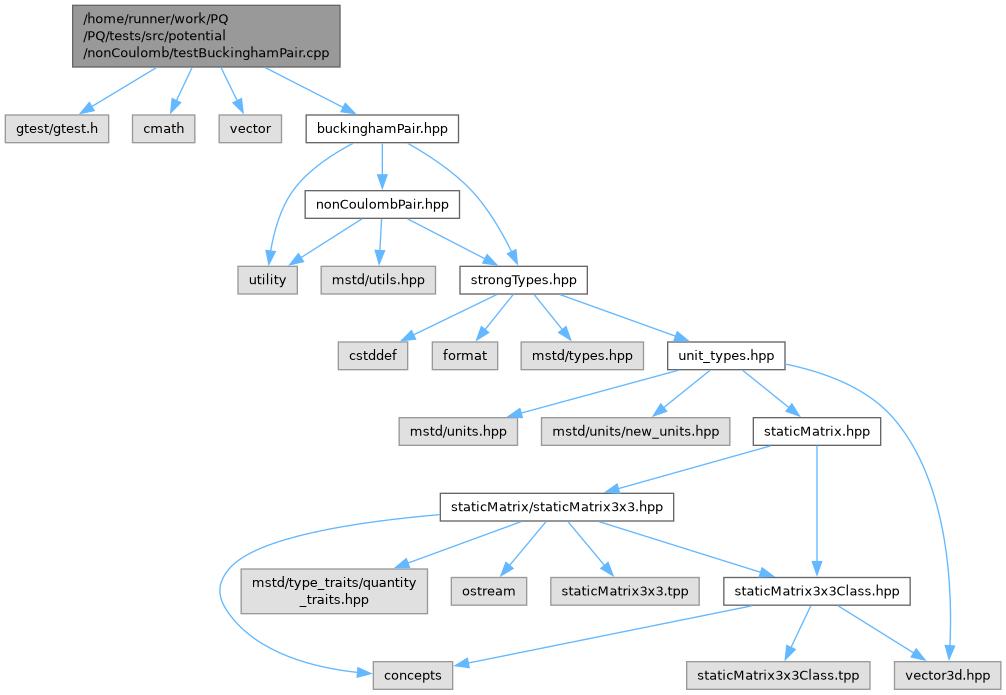 /home/runner/work/PQ
/PQ/tests/src/potential
/nonCoulomb/testBuckinghamPair.cpp
gtest/gtest.h
cmath
vector
buckinghamPair.hpp
nonCoulombPair.hpp
utility
mstd/utils.hpp
strongTypes.hpp
cstddef
format
mstd/types.hpp
unit_types.hpp
mstd/units.hpp
mstd/units/new_units.hpp
staticMatrix.hpp
staticMatrix/staticMatrix3x3.hpp
mstd/type_traits/quantity
_traits.hpp
ostream
staticMatrix3x3.tpp
staticMatrix3x3Class.hpp
concepts
staticMatrix3x3Class.tpp
vector3d.hpp